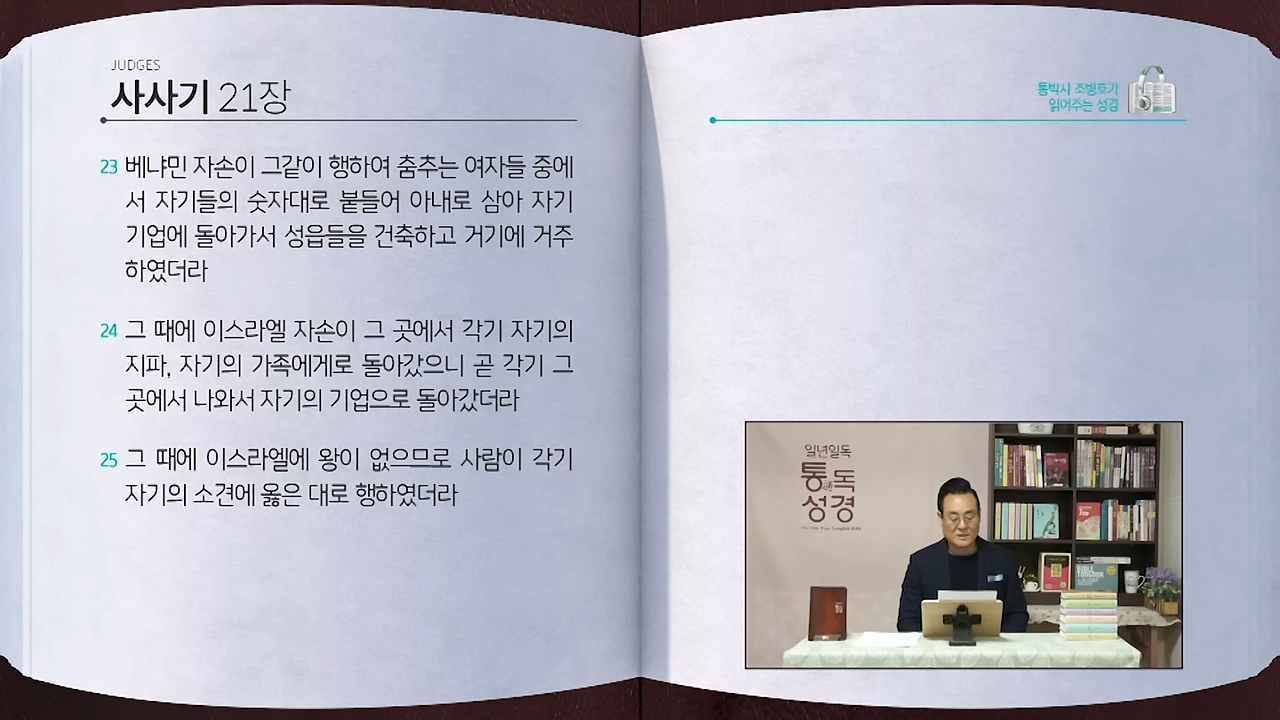 JUDGES
사사기 21장
23 베냐민 자손이 그같이 행하여 춤추는 여자들 중에
서 자기들의 숫자대로 붙들어 아내로 삼아 자기
기업에 돌아가서 성읍들을 건축하고 거기에 거주
하였더라
24 그 때에 이스라엘 자손이 그 곳에서 각기 자기의
지파, 자기의 가족에게로 돌아갔으니 곧 각기 그
곳에서 나와서 자기의 기업으로 돌아갔더라
25 그 때에 이스라엘에 왕이 없으므로 사람이 각기
자기의 소견에 옳은 대로 행하였더라
통박사 조병호가
읽어주는 성경
일년일독
통독
성경